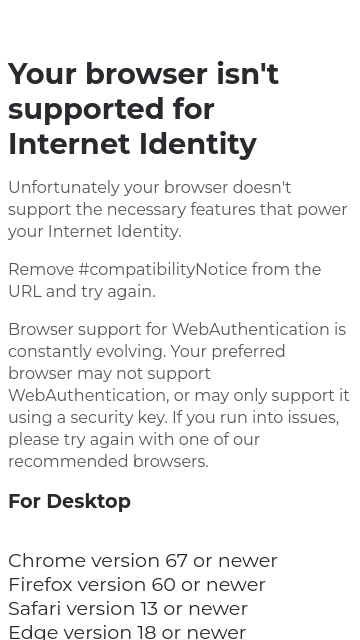 Your browser isn't
supported for
Internet Identity
Unfortunately your browser doesn't
support the necessary features that power
your Internet Identity.
Remove #compatibilityNotice from the
URL and try again.
Browser support for WebAuthentication is
constantly evolving. Your preferred
browser may not support
WebAuthentication, or may only support it
using a security key. If you run into issues,
please try again with one of our
recommended browsers.
For Desktop
Chrome version 67 or newer
Firefox version 60 or newer
Safari version 13 or newer
Edge version 18 or newer